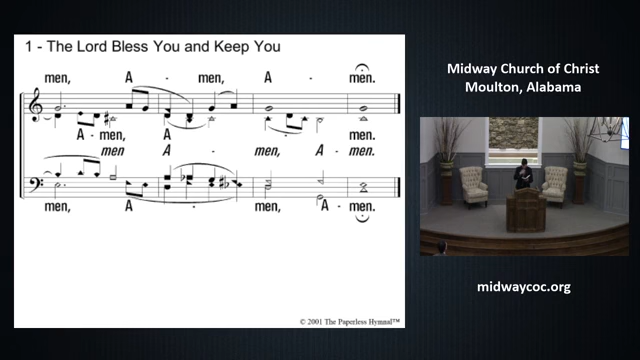 1 - The Lord Bless You and Keep You
men, A - men, A - men.
A - men, A men.
men A - men, A - men.
men, A - men, A - men.
© 2001 The Paperless Hymnal™
Midway Church of Christ
Moulton, Alabama
midwaycoc.org